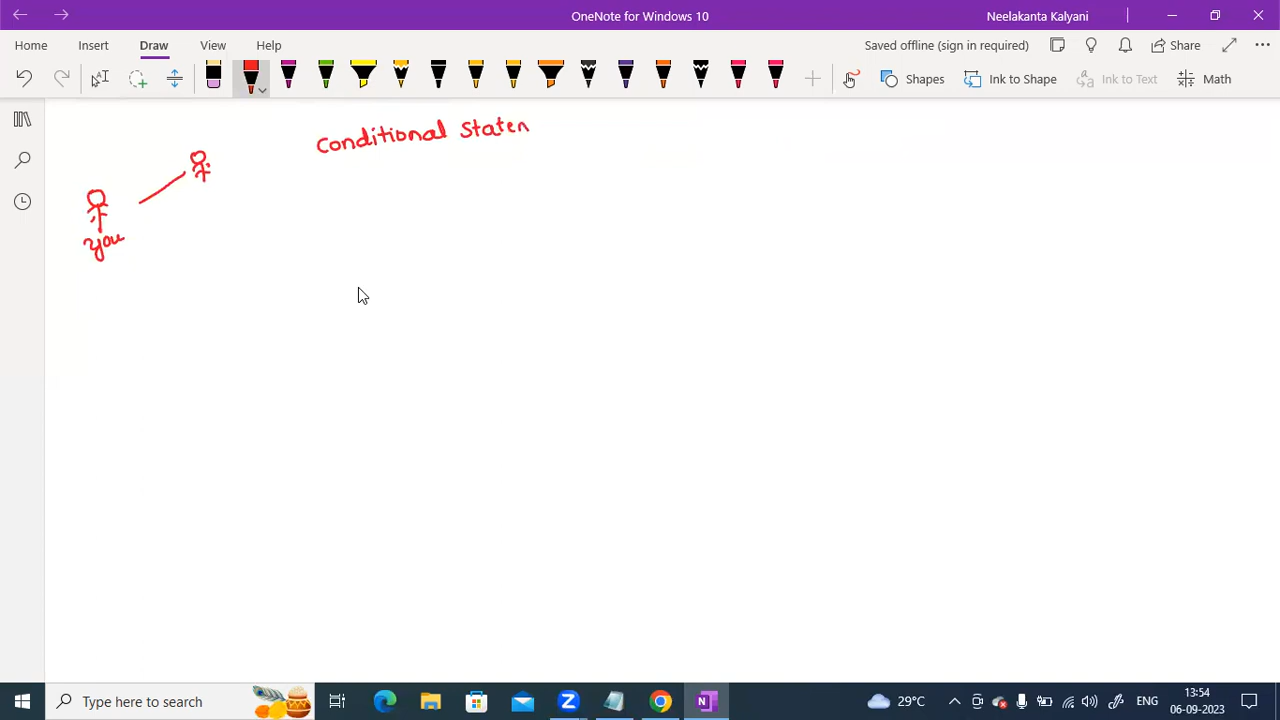 OneNote for Windows 10
Neelakanta Kalyani
Home
Insert
Draw
View
Help
Saved offline (sign in required)
Share
Shapes
Ink to Shape
Ink to Text
Math
Conditional Staten
you
Type here to search
29°C
ENG
13:54
06-09-2023